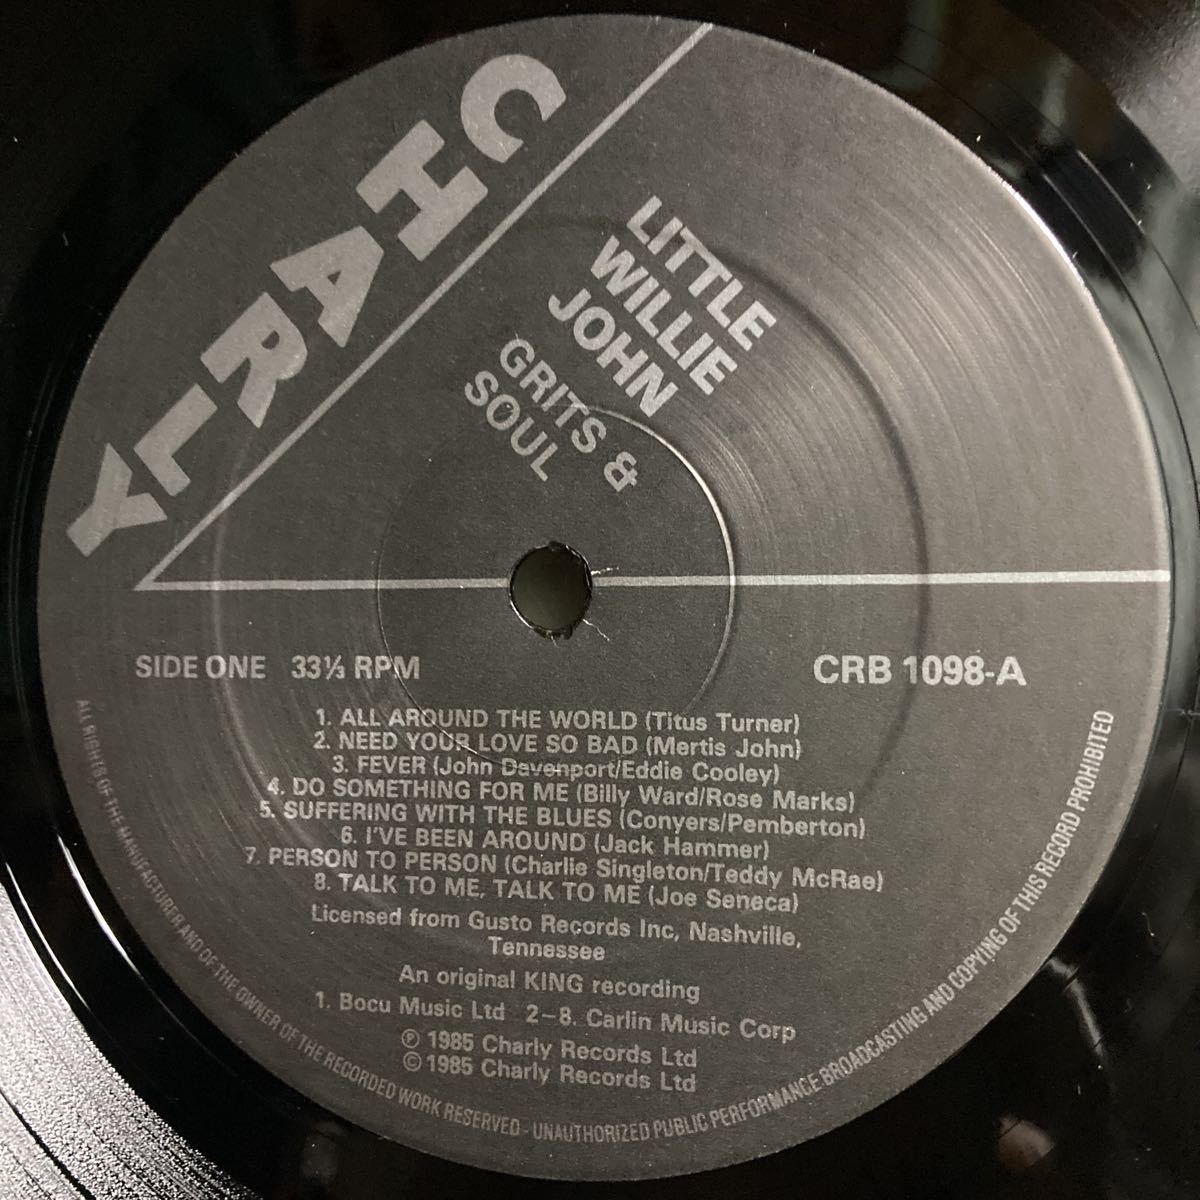 CHARLY
LITTLE
WILLIE
JOHN
GRITS &
SOUL
SIDE ONE 33⅓ RPM
CRB 1098-A
1. ALL AROUND THE WORLD (Titus Turner)
2. NEED YOUR LOVE SO BAD (Mertis John)
3. FEVER (John Davenport/Eddie Cooley)
4. DO SOMETHING FOR ME (Billy Ward/Rose Marks)
5. SUFFERING WITH THE BLUES (Conyers/Pemberton)
6. I'VE BEEN AROUND (Jack Hammer)
7. PERSON TO PERSON (Charlie Singleton/Teddy McRae)
8. TALK TO ME, TALK TO ME (Joe Seneca)
Licensed from Gusto Records Inc, Nashville,
Tennessee
An original KING recording
1. Bocu Music Ltd 2-8. Carlin Music Corp
℗ 1985 Charly Records Ltd
© 1985 Charly Records Ltd
ALL RIGHTS OF THE MANUFACTURER AND OF THE OWNER OF THE RECORDED WORK RESERVED - UNAUTHORIZED PUBLIC PERFORMANCE BROADCASTING AND COPYING OF THIS RECORD PROHIBITED